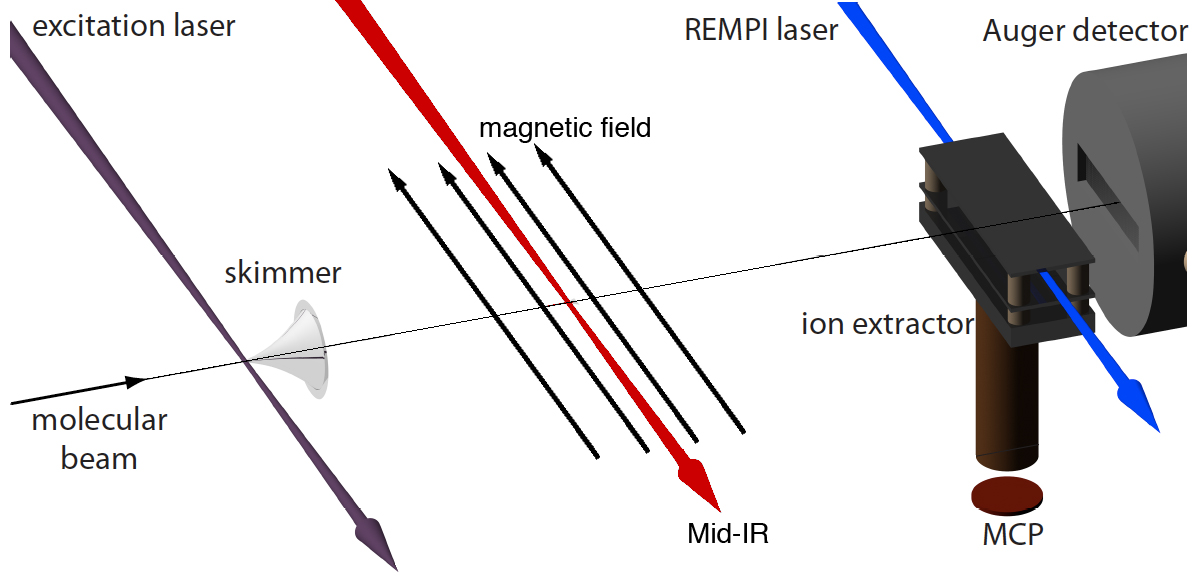 excitation laser
REMPI laser
Auger detector
magnetic field
skimmer
ion extractor
molecular
beam
Mid-IR
MCP